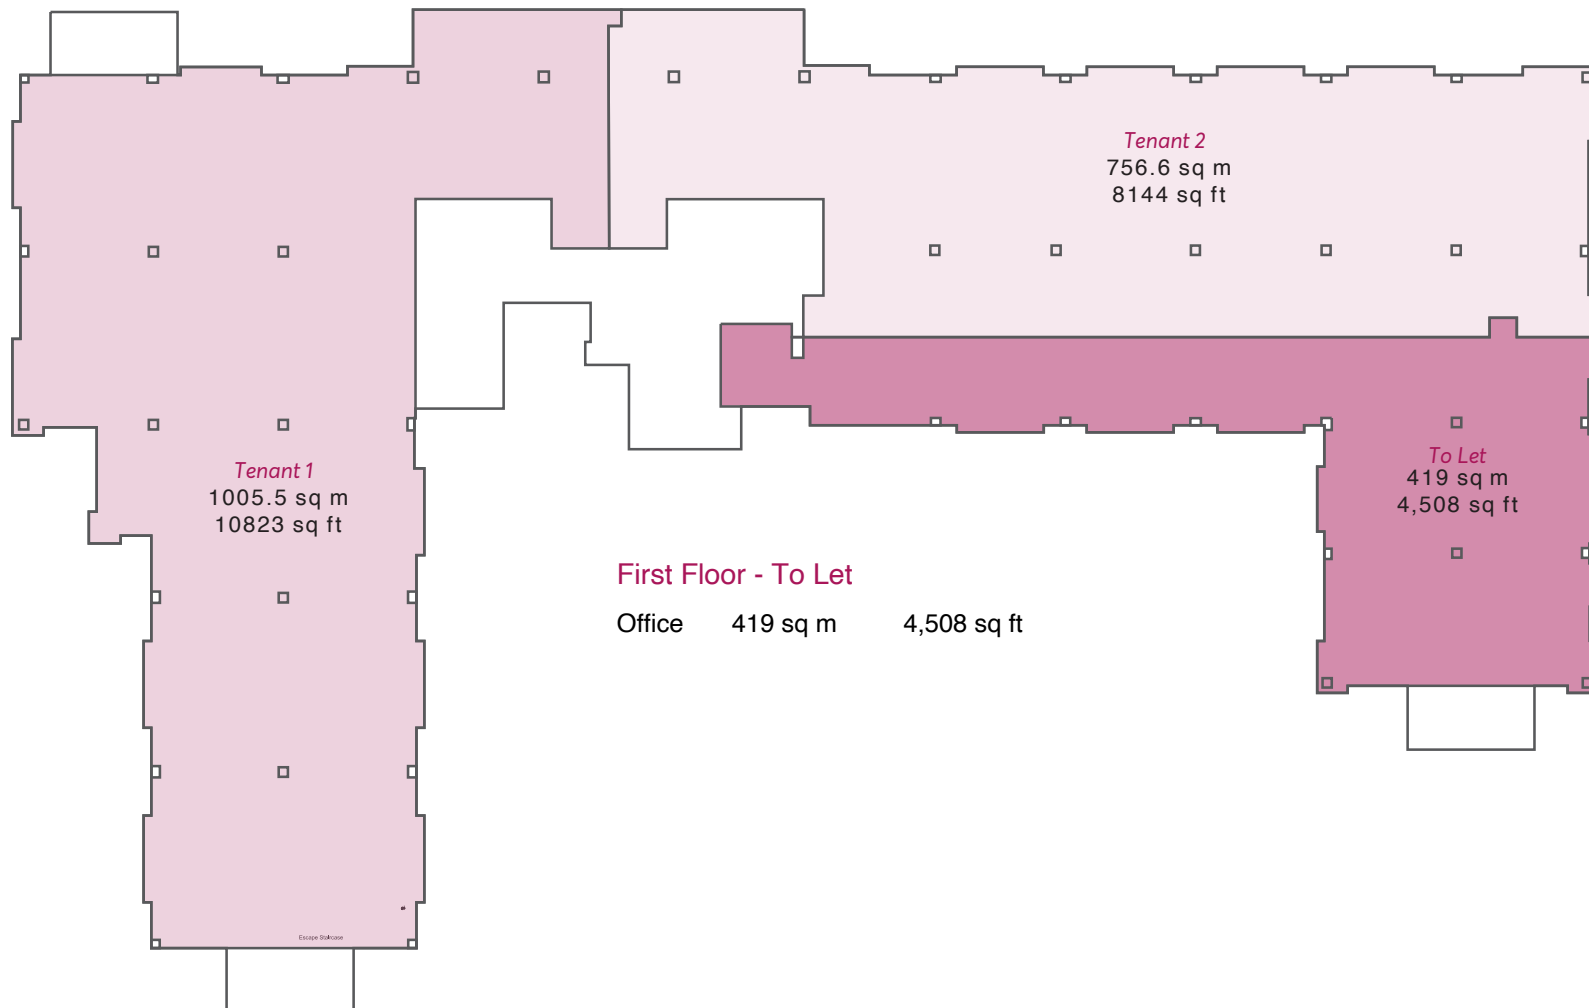 Tenant 2
756.6 sq m
8144 sq ft
Tenant 1
1005.5 sq m
10823 sq ft
To Let
419 sq m
4,508 sq ft
First Floor - To Let
Office 419 sq m 4,508 sq ft
Escape Staircase